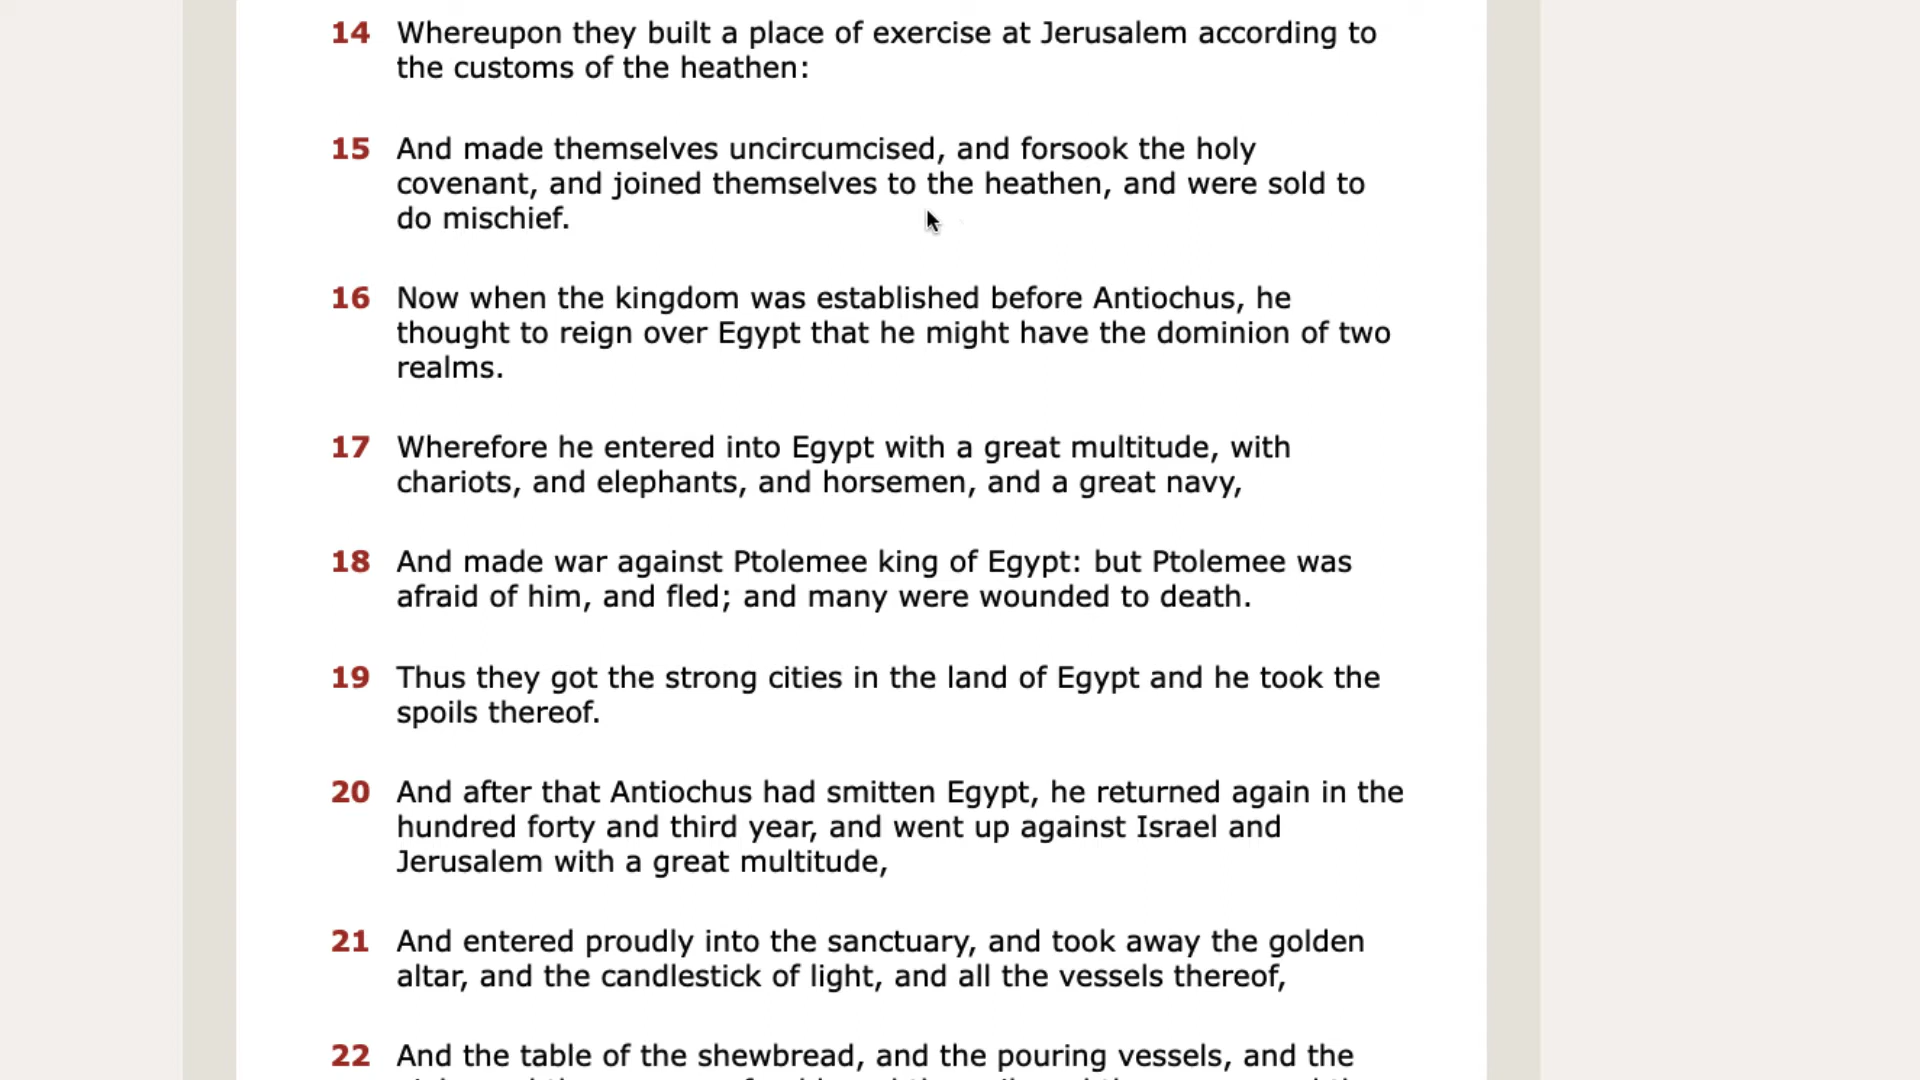 14 Whereupon they built a place of exercise at Jerusalem according to
the customs of the heathen:
15 And made themselves uncircumcised, and forsook the holy
covenant, and joined themselves to the heathen, and were sold to
do mischief.
16 Now when the kingdom was established before Antiochus, he
thought to reign over Egypt that he might have the dominion of two
realms.
17 Wherefore he entered into Egypt with a great multitude, with
chariots, and elephants, and horsemen, and a great navy,
18 And made war against Ptolemee king of Egypt: but Ptolemee was
afraid of him, and fled; and many were wounded to death.
19 Thus they got the strong cities in the land of Egypt and he took the
spoils thereof.
20 And after that Antiochus had smitten Egypt, he returned again in the
hundred forty and third year, and went up against Israel and
Jerusalem with a great multitude,
21 And entered proudly into the sanctuary, and took away the golden
altar, and the candlestick of light, and all the vessels thereof,
22 And the table of the shewbread, and the pouring vessels, and the